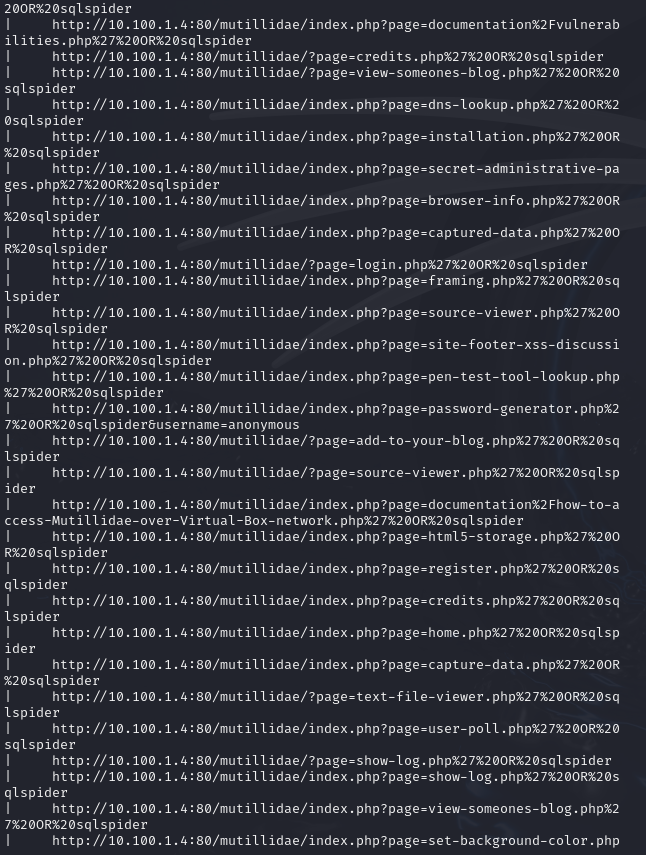 20OR%20sqlspider
|     http://10.100.1.4:80/mutillidae/index.php?page=documentation%2Fvulnerab
ilities.php%27%20OR%20sqlspider
|     http://10.100.1.4:80/mutillidae/?page=credits.php%27%20OR%20sqlspider
|     http://10.100.1.4:80/mutillidae/?page=view-someones-blog.php%27%20OR%20
sqlspider
|     http://10.100.1.4:80/mutillidae/index.php?page=dns-lookup.php%27%20OR%2
0sqlspider
|     http://10.100.1.4:80/mutillidae/index.php?page=installation.php%27%20OR
%20sqlspider
|     http://10.100.1.4:80/mutillidae/index.php?page=secret-administrative-pa
ges.php%27%20OR%20sqlspider
|     http://10.100.1.4:80/mutillidae/index.php?page=browser-info.php%27%20OR
%20sqlspider
|     http://10.100.1.4:80/mutillidae/index.php?page=captured-data.php%27%20O
R%20sqlspider
|     http://10.100.1.4:80/mutillidae/?page=login.php%27%20OR%20sqlspider
|     http://10.100.1.4:80/mutillidae/index.php?page=framing.php%27%20OR%20sq
lspider
|     http://10.100.1.4:80/mutillidae/index.php?page=source-viewer.php%27%20O
R%20sqlspider
|     http://10.100.1.4:80/mutillidae/index.php?page=site-footer-xss-discussi
on.php%27%20OR%20sqlspider
|     http://10.100.1.4:80/mutillidae/index.php?page=pen-test-tool-lookup.php
%27%20OR%20sqlspider
|     http://10.100.1.4:80/mutillidae/index.php?page=password-generator.php%2
7%20OR%20sqlspider&username=anonymous
|     http://10.100.1.4:80/mutillidae/?page=add-to-your-blog.php%27%20OR%20sq
lspider
|     http://10.100.1.4:80/mutillidae/?page=source-viewer.php%27%20OR%20sqlsp
ider
|     http://10.100.1.4:80/mutillidae/index.php?page=documentation%2Fhow-to-a
ccess-Mutillidae-over-Virtual-Box-network.php%27%20OR%20sqlspider
|     http://10.100.1.4:80/mutillidae/index.php?page=html5-storage.php%27%20O
R%20sqlspider
|     http://10.100.1.4:80/mutillidae/index.php?page=register.php%27%20OR%20s
qlspider
|     http://10.100.1.4:80/mutillidae/index.php?page=credits.php%27%20OR%20sq
lspider
|     http://10.100.1.4:80/mutillidae/index.php?page=home.php%27%20OR%20sqlsp
ider
|     http://10.100.1.4:80/mutillidae/index.php?page=capture-data.php%27%20OR
%20sqlspider
|     http://10.100.1.4:80/mutillidae/?page=text-file-viewer.php%27%20OR%20sq
lspider
|     http://10.100.1.4:80/mutillidae/index.php?page=user-poll.php%27%20OR%20
sqlspider
|     http://10.100.1.4:80/mutillidae/?page=show-log.php%27%20OR%20sqlspider
|     http://10.100.1.4:80/mutillidae/index.php?page=show-log.php%27%20OR%20s
qlspider
|     http://10.100.1.4:80/mutillidae/index.php?page=view-someones-blog.php%2
7%20OR%20sqlspider
|     http://10.100.1.4:80/mutillidae/index.php?page=set-background-color.php